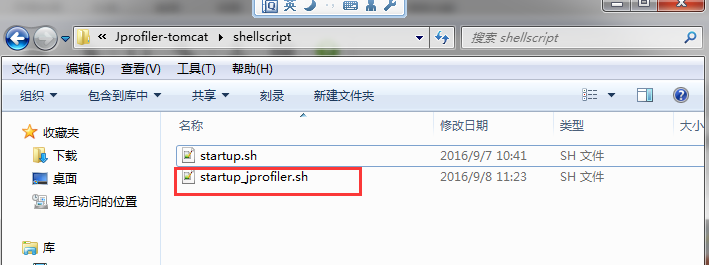 英
« Jprofiler-tomcat ▸ shellscript
搜索 shellscript
文件(F) 编辑(E) 查看(V) 工具(T) 帮助(H)
组织 包含到库中 共享 刻录 新建文件夹
名称 修改日期 类型 大小
收藏夹
下载
桌面
最近访问的位置
库
startup.sh 2016/9/7 10:41 SH 文件
startup_jprofiler.sh 2016/9/8 11:23 SH 文件